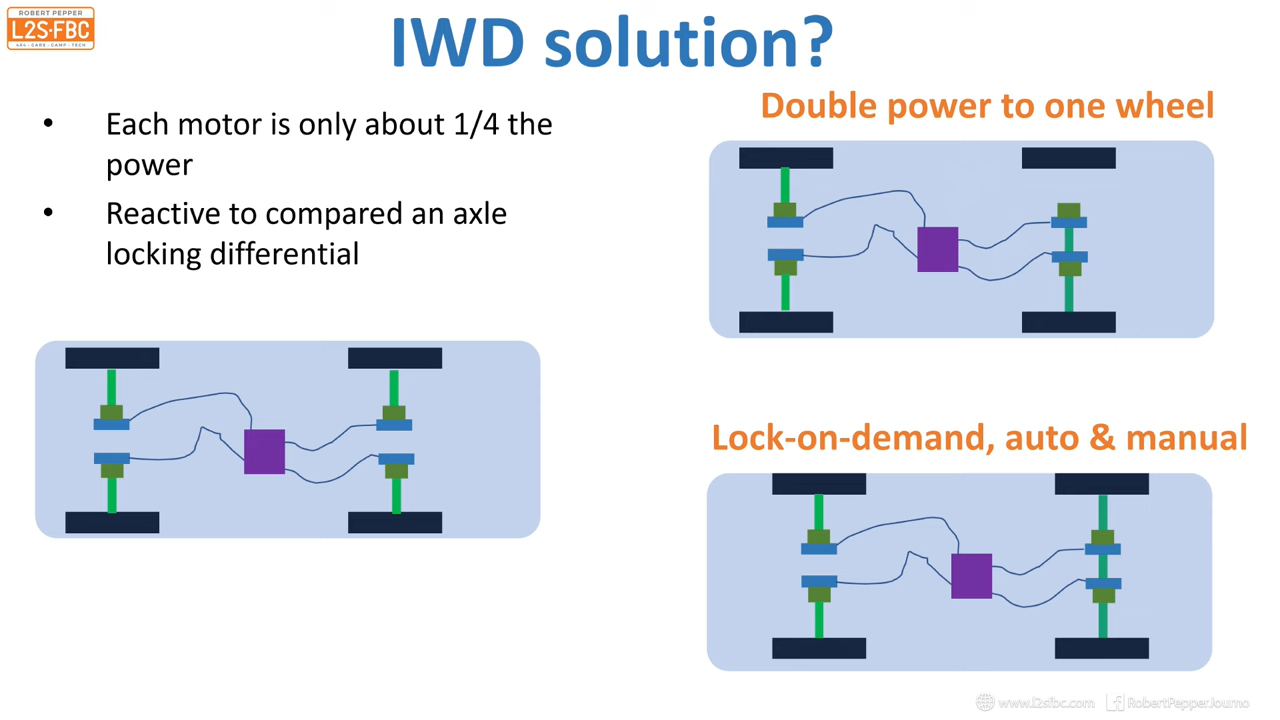 ROBERT PEPPER
L2S·FBC
4X4 - CARS - CAMP - TECH
IWD solution?
• Each motor is only about 1/4 the
power
• Reactive to compared an axle
locking differential
Double power to one wheel
Lock-on-demand, auto & manual
www.l2sfbc.com
RobertPepperJourno